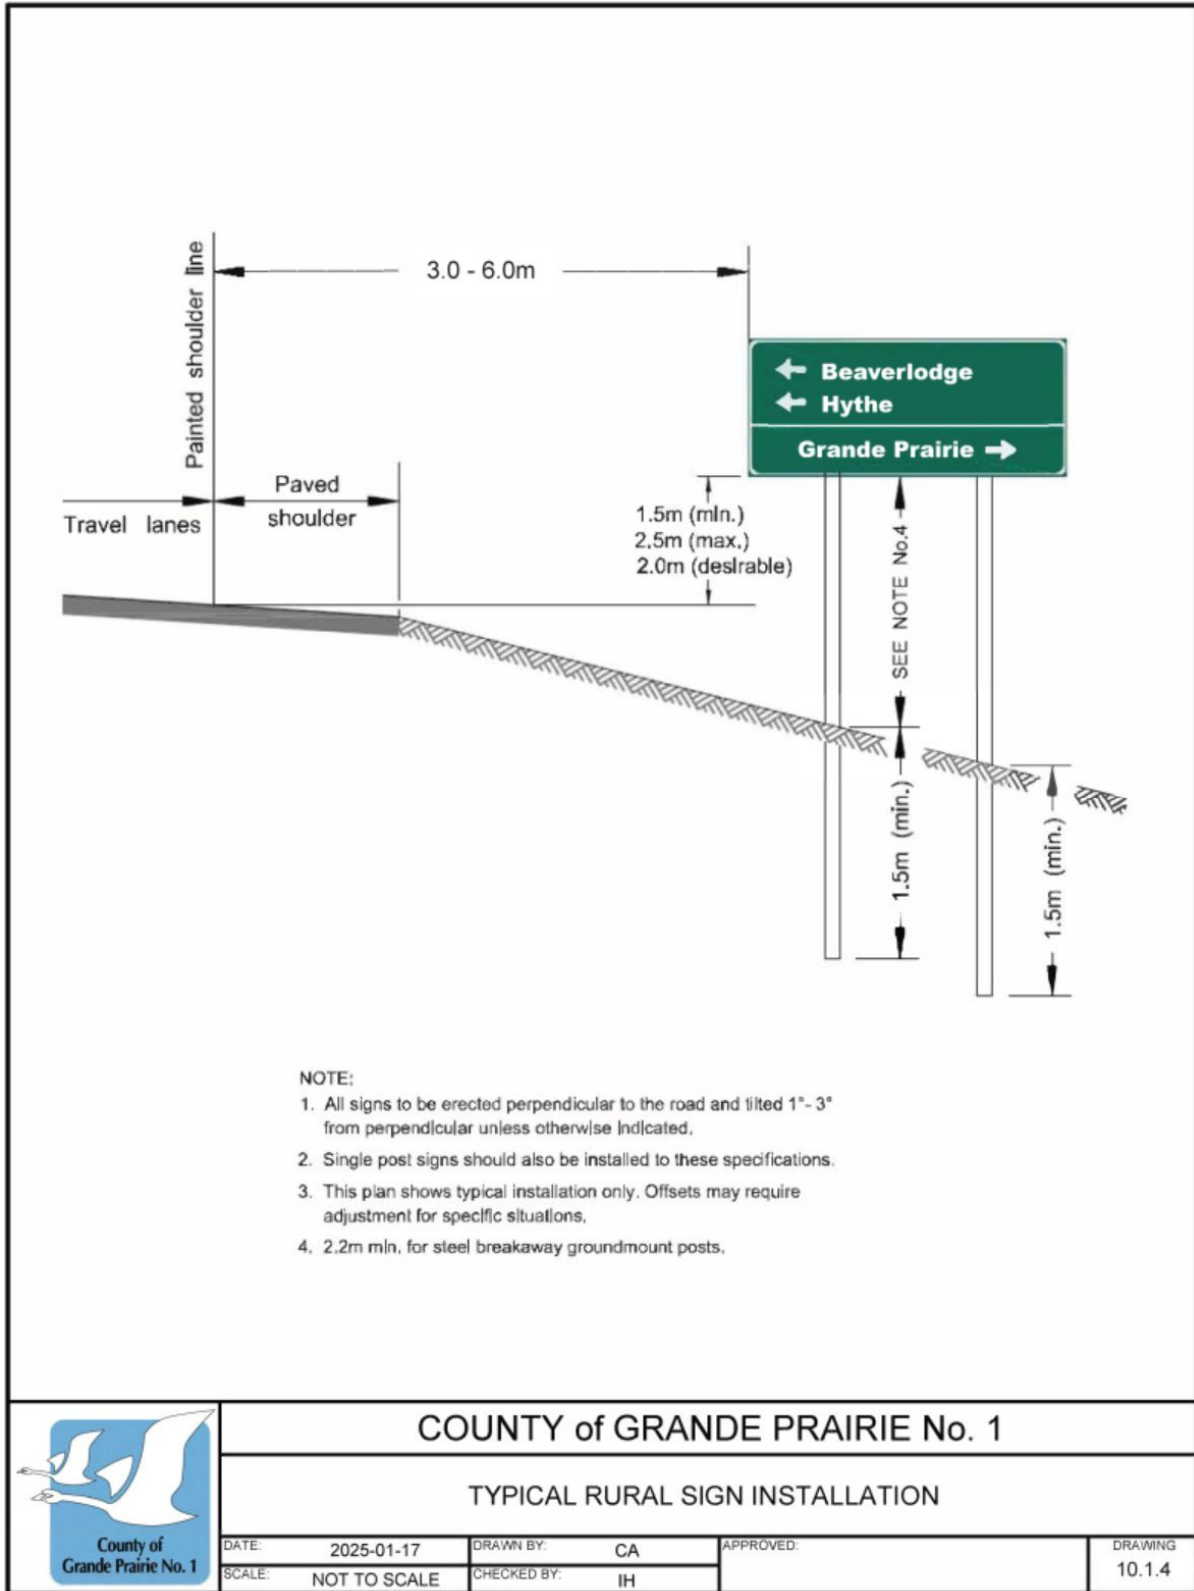 Painted shoulder line
3.0 - 6.0m
Beaverlodge
Hythe
Grande Prairie
Paved
shoulder
Travel lanes
1.5m (min.)
2.5m (max.)
2.0m (desirable)
SEE NOTE No.4
1.5m (min.)
1.5m (min.)
NOTE:
1. All signs to be erected perpendicular to the road and tilted 1°- 3°
from perpendicular unless otherwise indicated.
2. Single post signs should also be installed to these specifications.
3. This plan shows typical installation only. Offsets may require
adjustment for specific situations.
4. 2.2m min. for steel breakaway groundmount posts.
County of
Grande Prairie No. 1
COUNTY of GRANDE PRAIRIE No. 1
TYPICAL RURAL SIGN INSTALLATION
DATE: 2025-01-17 DRAWN BY: CA APPROVED: DRAWING
SCALE: NOT TO SCALE CHECKED BY: IH 10.1.4